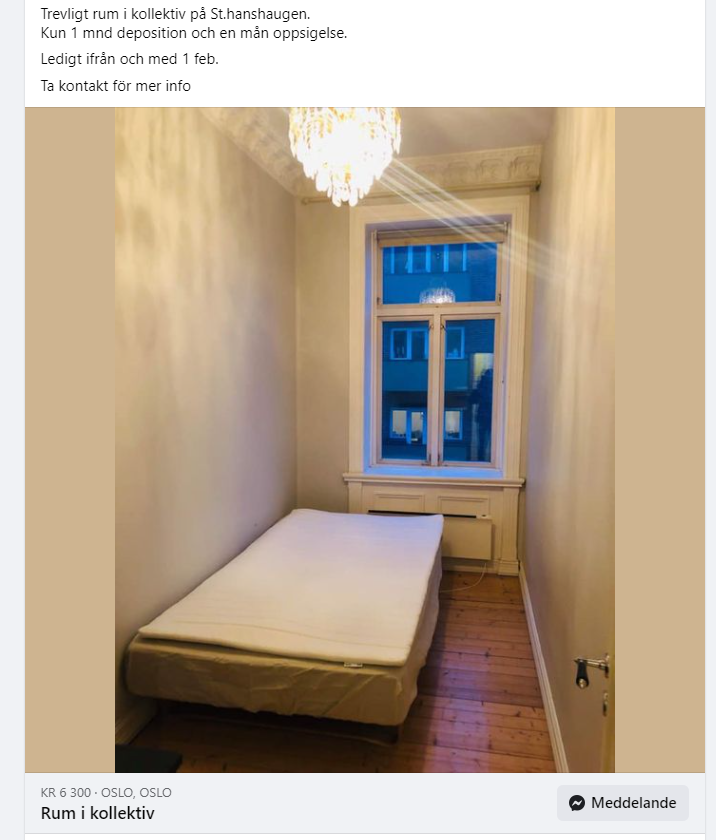 Trevligt rum i kollektiv på St.hanshaugen.
Kun 1 mnd deposition och en mån oppsigelse.
Ledigt ifrån och med 1 feb.
Ta kontakt för mer info
KR 6 300 · OSLO, OSLO
Rum i kollektiv
Meddelande